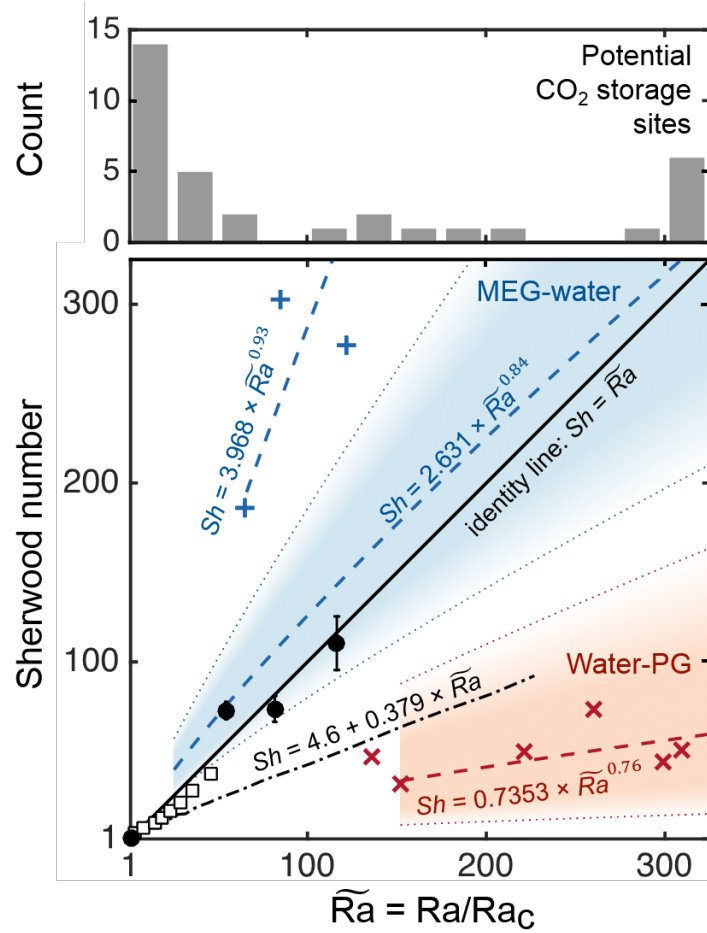 15
10
5
0
Count
Potential
CO₂ storage
sites
300
200
100
1
Sherwood number
MEG-water
Sh = 3.968 × R͠a^0.93
Sh = 2.631 × R͠a^0.84
identity line: Sh = R͠a
Water-PG
Sh = 4.6 + 0.379 × R͠a
Sh = 0.7353 × R͠a^0.76
1
100
200
300
R͠a = Ra/Rac